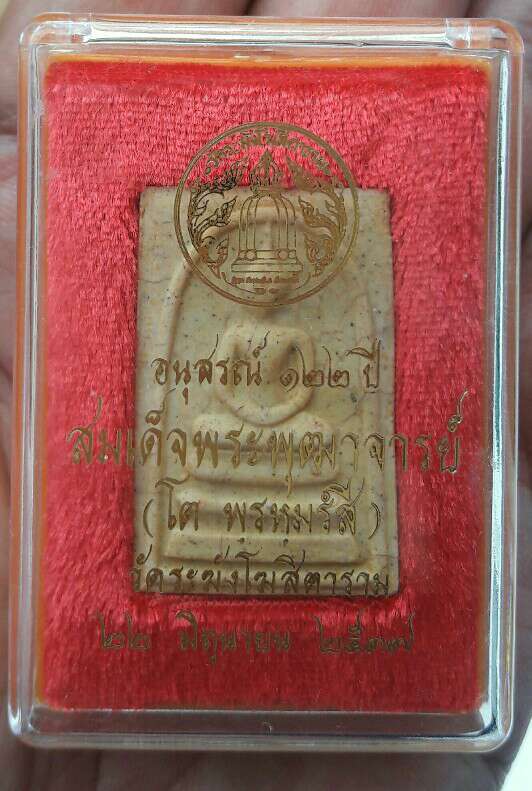 อนุสรณ์ ๑๒๒ ปี
สมเด็จพระพุฒาจารย์
(โต พฺรหฺมรํสี)
วัดระฆังโฆสิตาราม
๒๒ มิถุนายน ๒๕๓๗